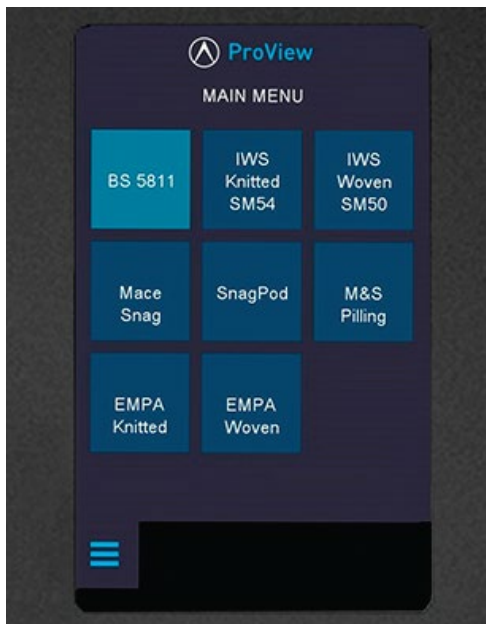 ProView
MAIN MENU
BS 5811
IWS
Knitted
SM54
IWS
Woven
SM50
Mace
Snag
SnagPod
M&S
Pilling
EMPA
Knitted
EMPA
Woven